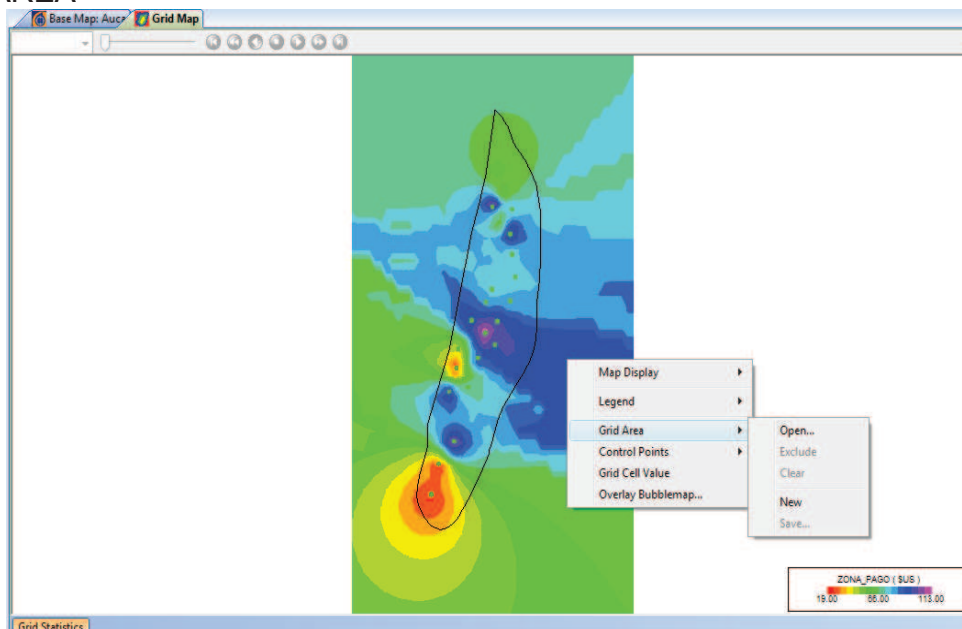 Base Map: Auca
Grid Map
Map Display
Legend
Grid Area
Control Points
Grid Cell Value
Overlay Bubblemap...
Open...
Exclude
Clear
New
Save...
ZONA_PAGO ( $US )
19.00 66.00 113.00
Grid Statistics